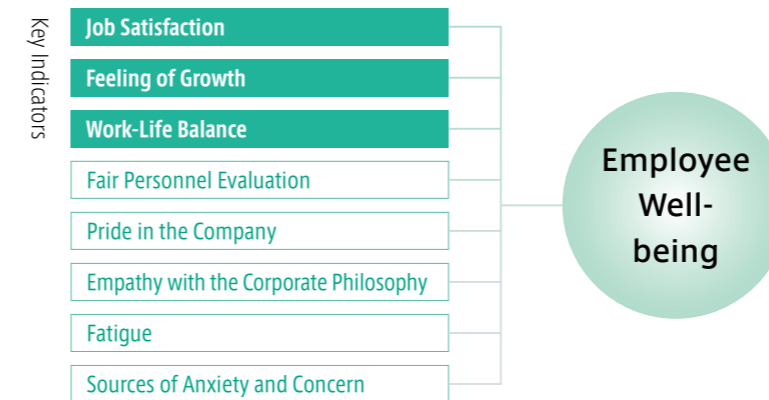 Key Indicators
Job Satisfaction
Feeling of Growth
Work-Life Balance
Fair Personnel Evaluation
Pride in the Company
Empathy with the Corporate Philosophy
Fatigue
Sources of Anxiety and Concern
Employee
Well-
being